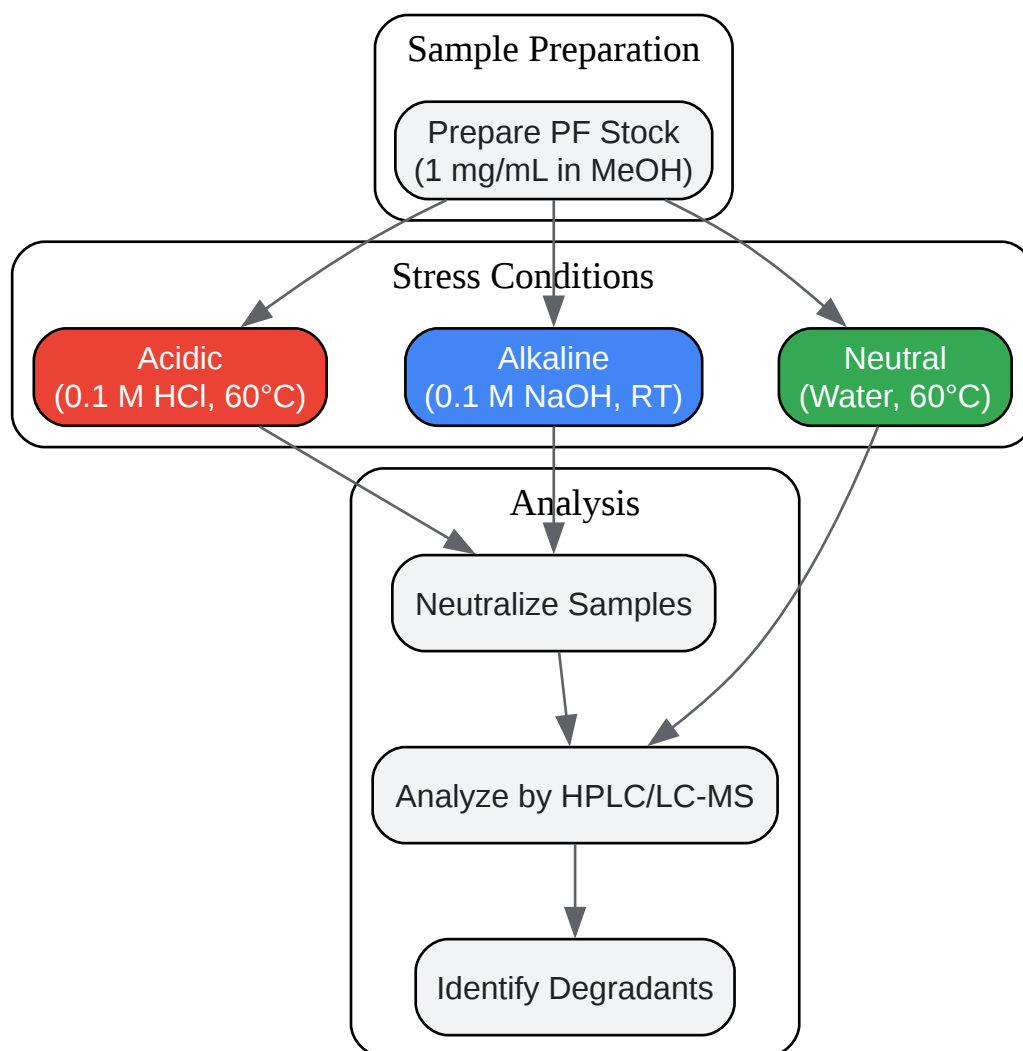 Sample Preparation
Prepare PF Stock
(1 mg/mL in MeOH)
Stress Conditions
Acidic
(0.1 M HCl, 60°C)
Alkaline
(0.1 M NaOH, RT)
Neutral
(Water, 60°C)
Analysis
Neutralize Samples
Analyze by HPLC/LC-MS
Identify Degradants